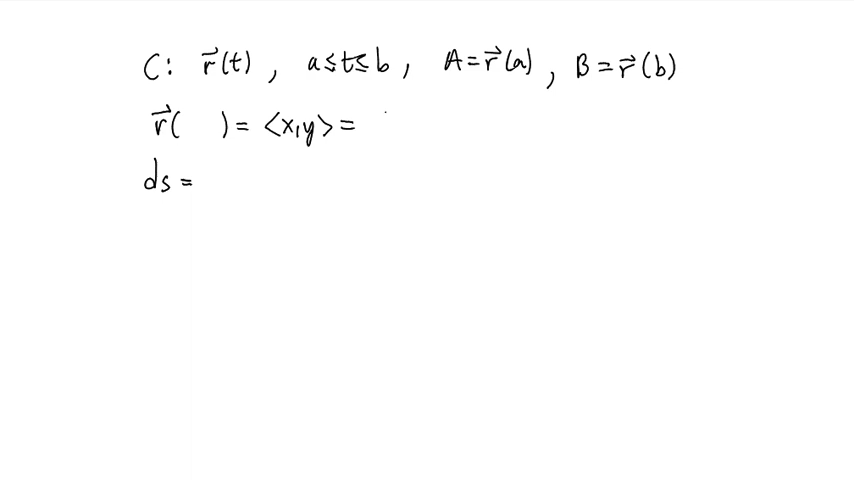 C: r⃗(t) , a≤t≤b , A=r⃗(a) , B=r⃗(b)
r⃗( )=⟨x,y⟩=
ds=